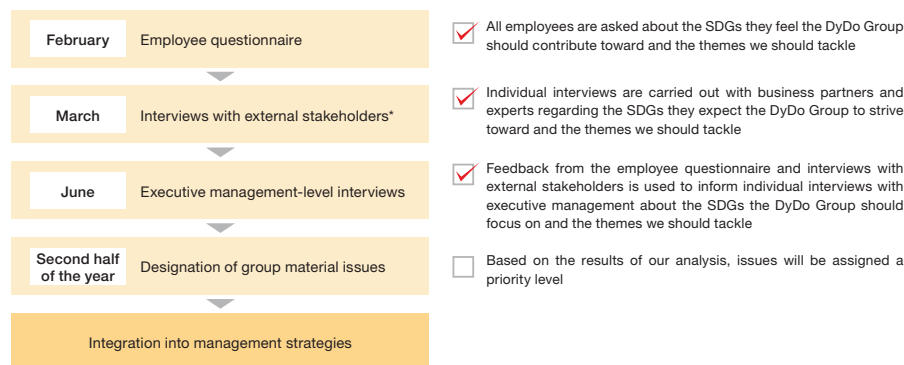 February
Employee questionnaire
All employees are asked about the SDGs they feel the DyDo Group
should contribute toward and the themes we should tackle
March
Interviews with external stakeholders*
Individual interviews are carried out with business partners and
experts regarding the SDGs they expect the DyDo Group to strive
toward and the themes we should tackle
June
Executive management-level interviews
Feedback from the employee questionnaire and interviews with
external stakeholders is used to inform individual interviews with
executive management about the SDGs the DyDo Group should
focus on and the themes we should tackle
Second half
of the year
Designation of group material issues
Based on the results of our analysis, issues will be assigned a
priority level
Integration into management strategies